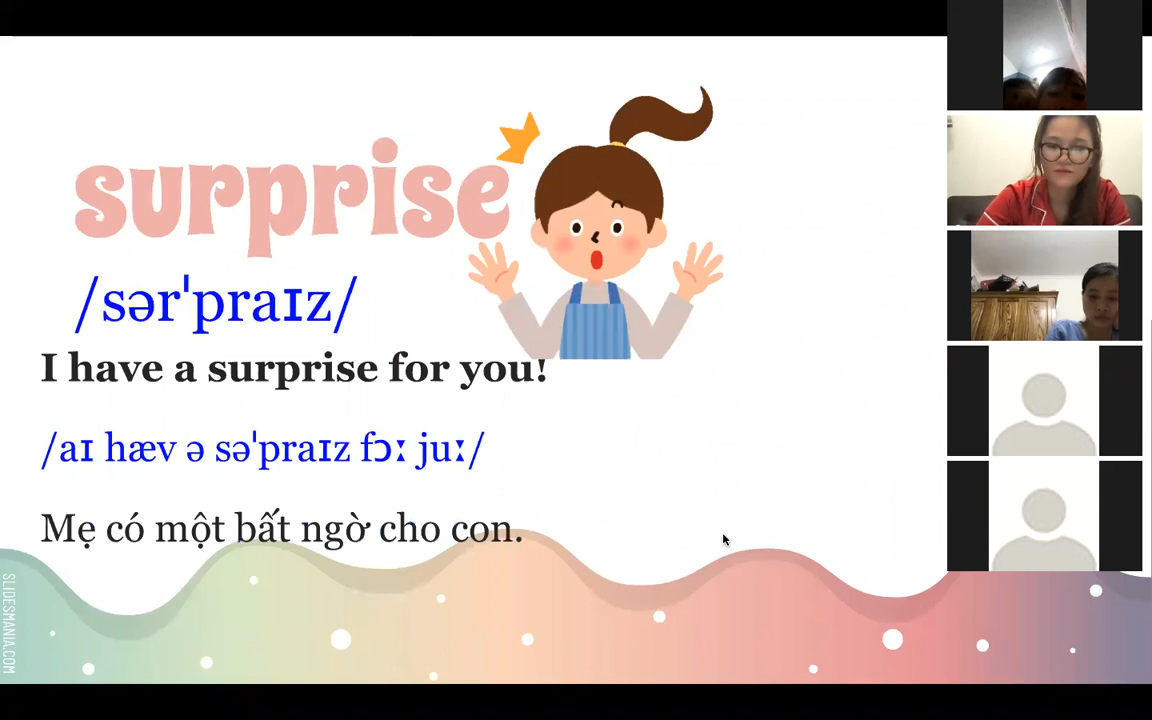 surprise
/sərˈpraɪz/
I have a surprise for you!
/aɪ hæv ə səˈpraɪz fɔː juː/
Mẹ có một bất ngờ cho con.
SLIDESMANIA.COM